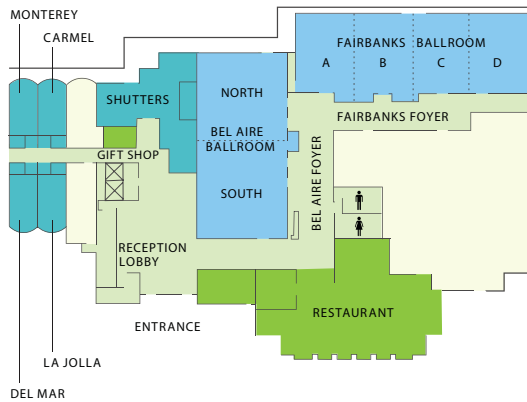 MONTEREY
CARMEL
FAIRBANKS BALLROOM
A B C D
SHUTTERS
NORTH
FAIRBANKS FOYER
BEL AIRE
BALLROOM
GIFT SHOP
BEL AIRE FOYER
SOUTH
RECEPTION
LOBBY
RESTAURANT
ENTRANCE
LA JOLLA
DEL MAR